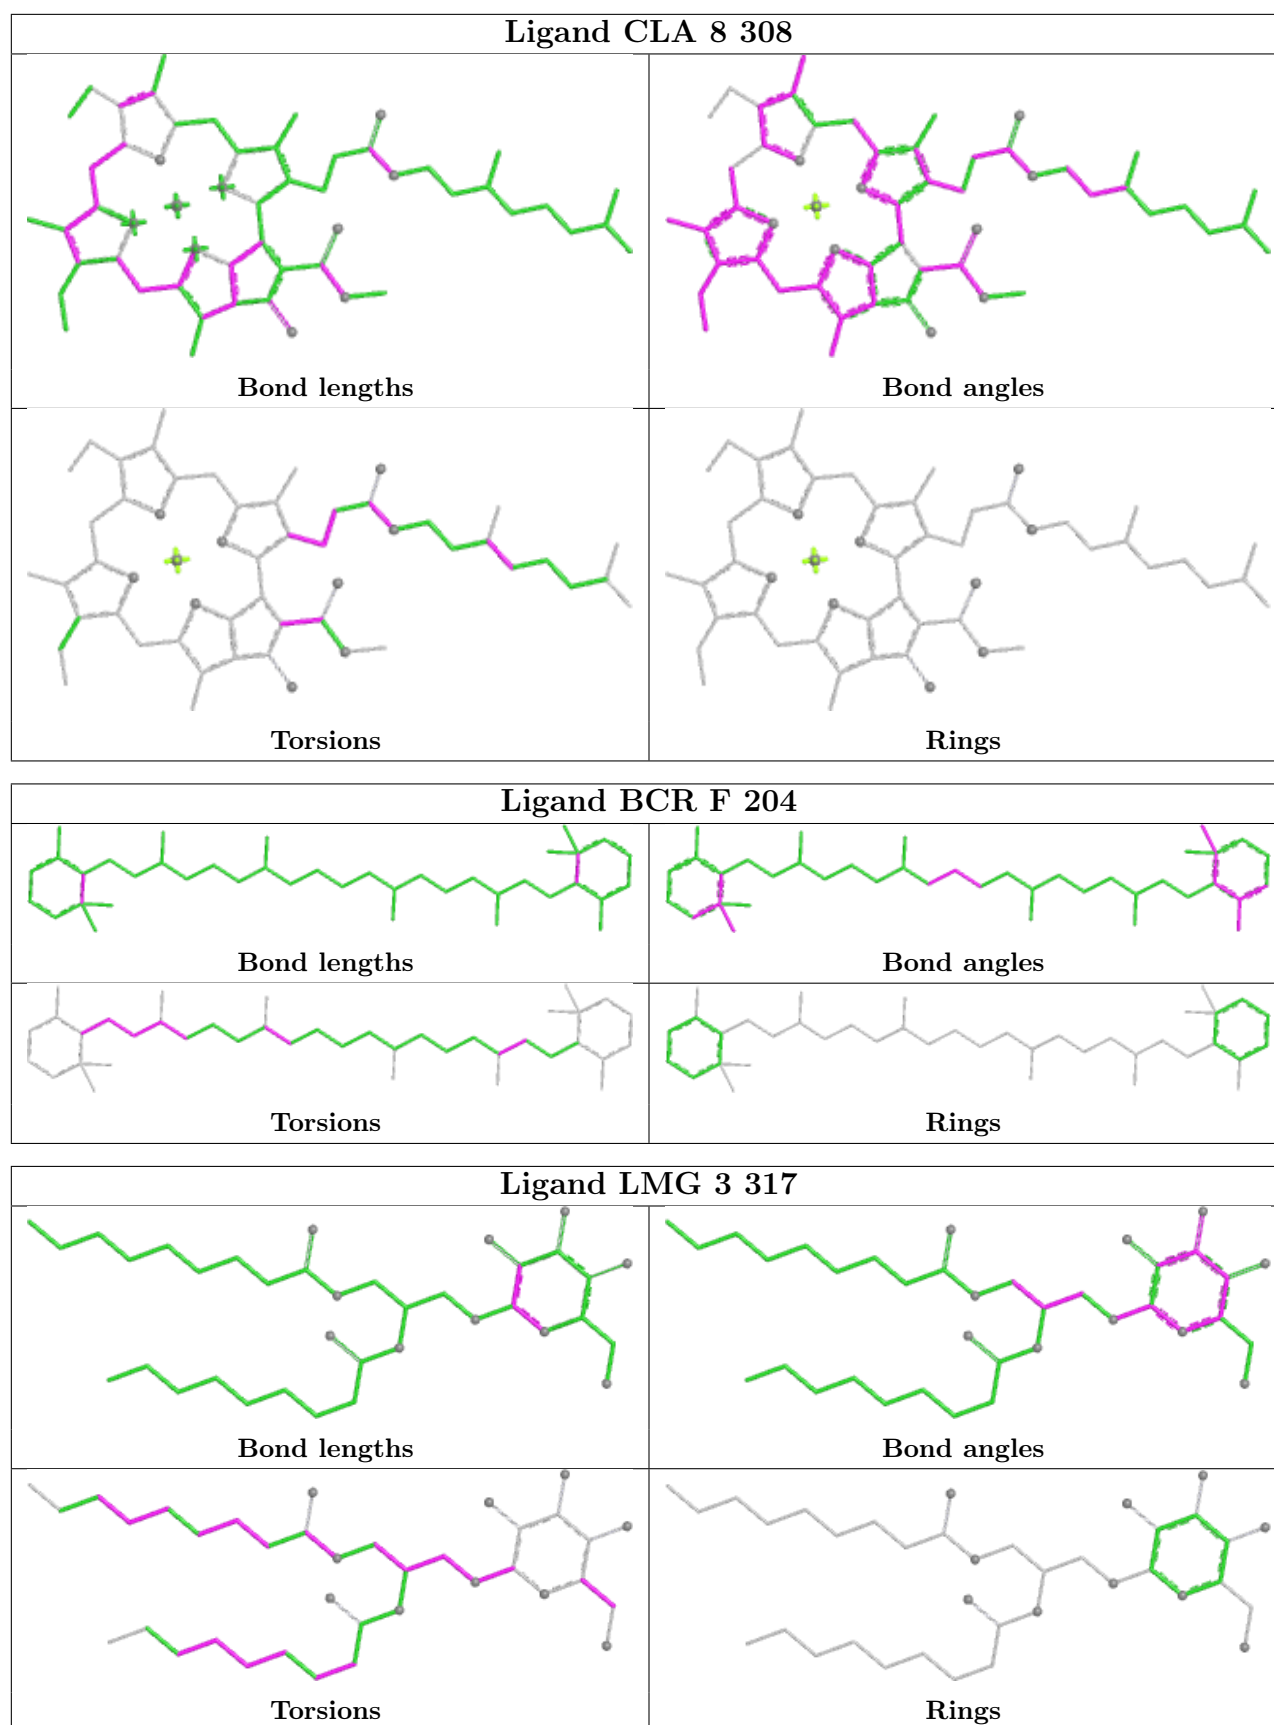 Ligand CLA 8 308
Bond lengths
Bond angles
Torsions
Rings
Ligand BCR F 204
Bond lengths
Bond angles
Torsions
Rings
Ligand LMG 3 317
Bond lengths
Bond angles
Torsions
Rings